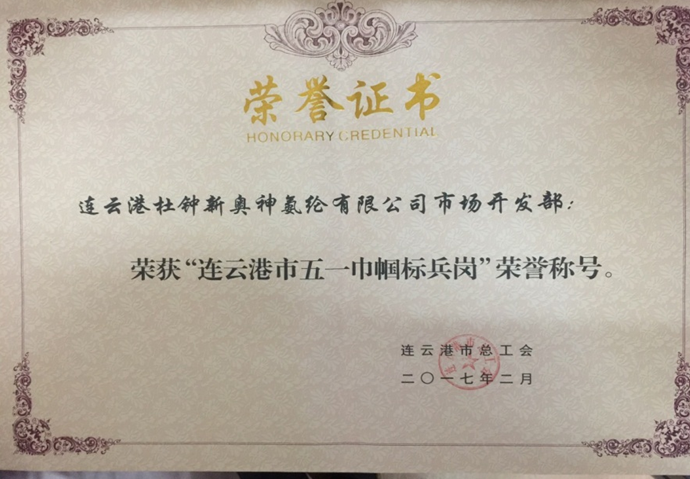 荣誉证书
HONORARY CREDENTIAL
连云港杜钟新奥神氨纶有限公司市场开发部：
荣获“连云港市五一巾帼标兵岗”荣誉称号。
连云港市总工会
二〇一七年二月